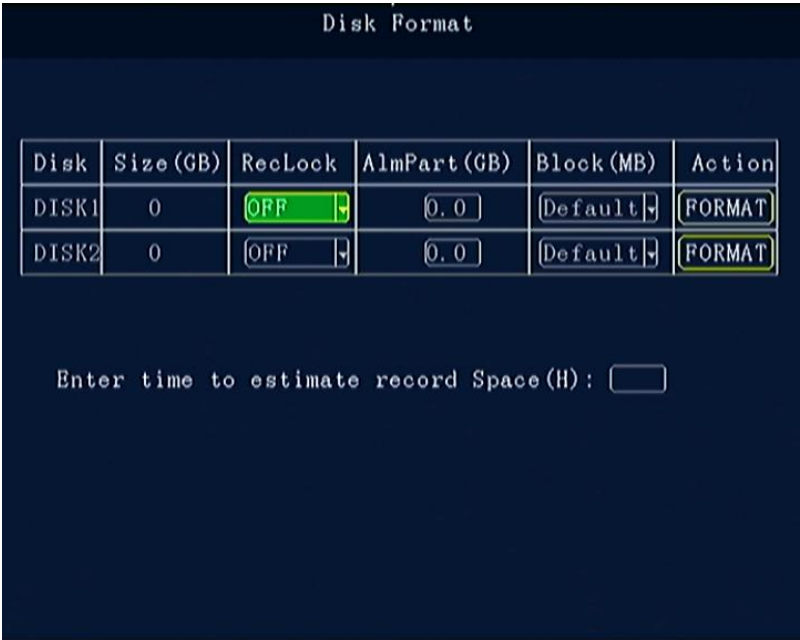 Disk Format
Disk Size(GB) RecLock AlmPart(GB) Block(MB) Action
DISK1 0 OFF 0.0 Default FORMAT
DISK2 0 OFF 0.0 Default FORMAT
Enter time to estimate record Space(H):